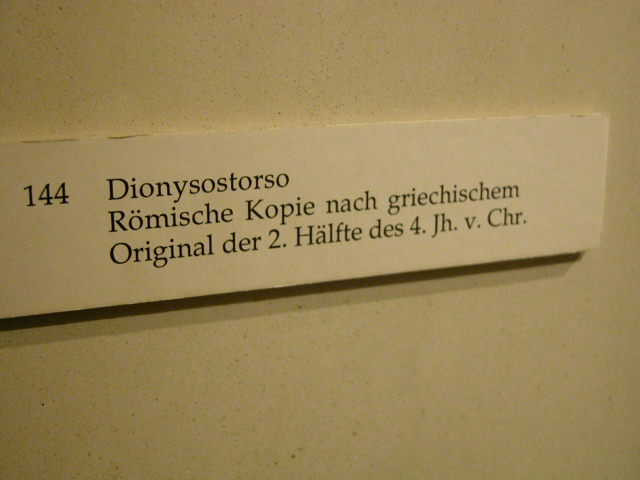 144 Dionysostorso
Römische Kopie nach griechischem
Original der 2. Hälfte des 4. Jh. v. Chr.